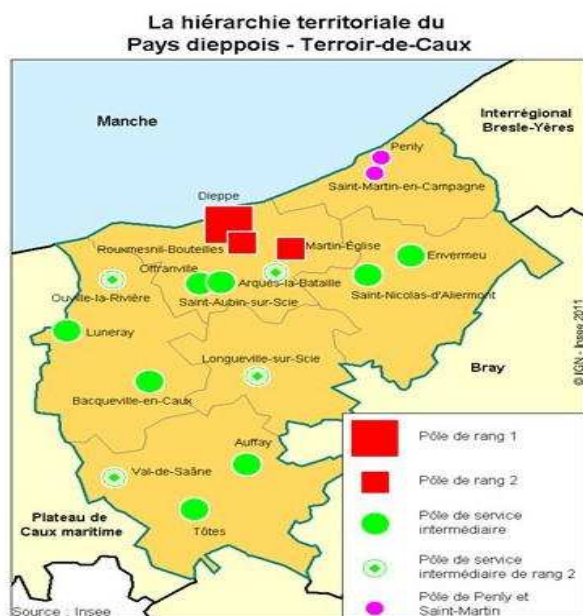 La hiérarchie territoriale du
Pays dieppois - Terroir-de-Caux
Manche
Interrégional
Bresle-Yères
Penly
Saint-Martin-en-Campagne
Dieppe
Rouxmesnil-Bouteilles
Martin-Église
Envermeu
Offranville
Arques-la-Bataille
Ouville-la-Rivière
Saint-Aubin-sur-Scie
Saint-Nicolas-d'Aliermont
Luneray
Longueville-sur-Scie
Bray
Bacqueville-en-Caux
Auffay
Val-de-Saâne
Plateau de
Caux maritime
Tôtes
© IGN - Insee 2011
Pôle de rang 1
Pôle de rang 2
Pôle de service
intermédiaire
Pôle de service
intermédiaire de rang 2
Pôle de Penly et
Saint-Martin
Source : Insee